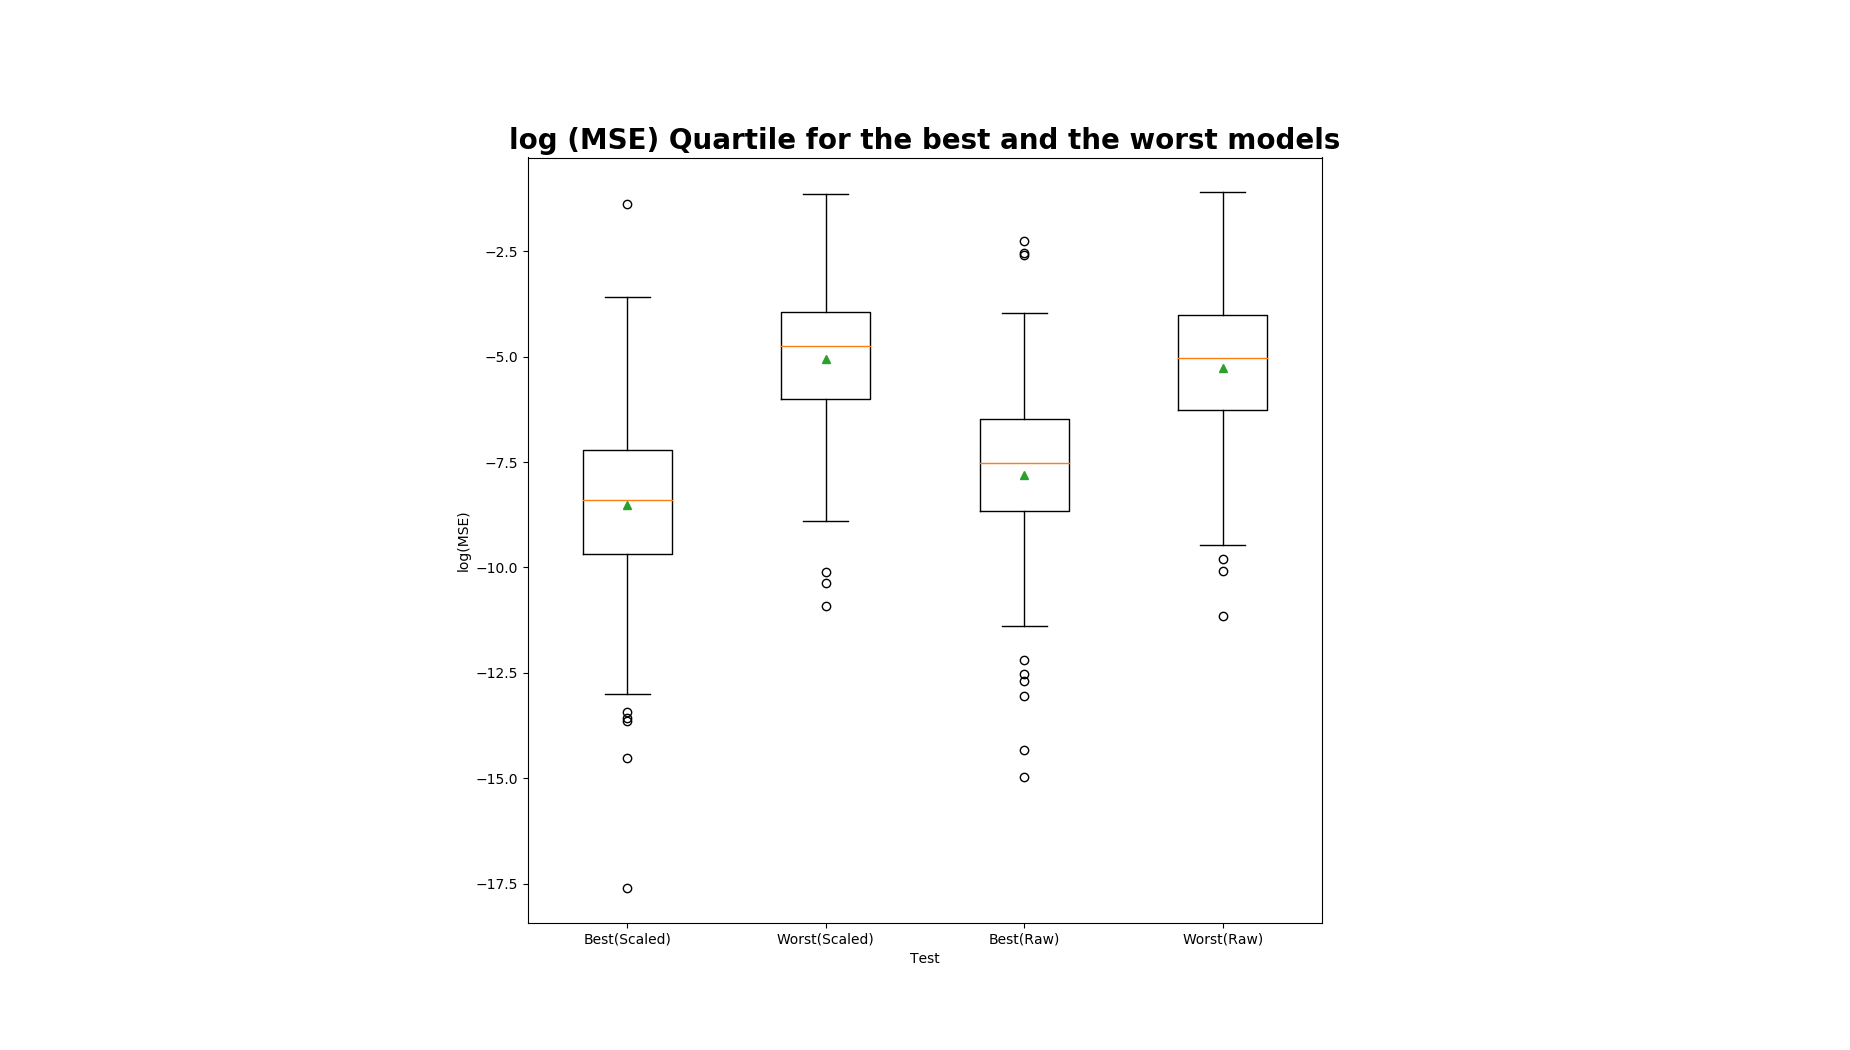 log (MSE) Quartile for the best and the worst models
−2.5
−5.0
−7.5
−10.0
−12.5
−15.0
−17.5
log(MSE)
Best(Scaled) Worst(Scaled) Best(Raw) Worst(Raw)
Test